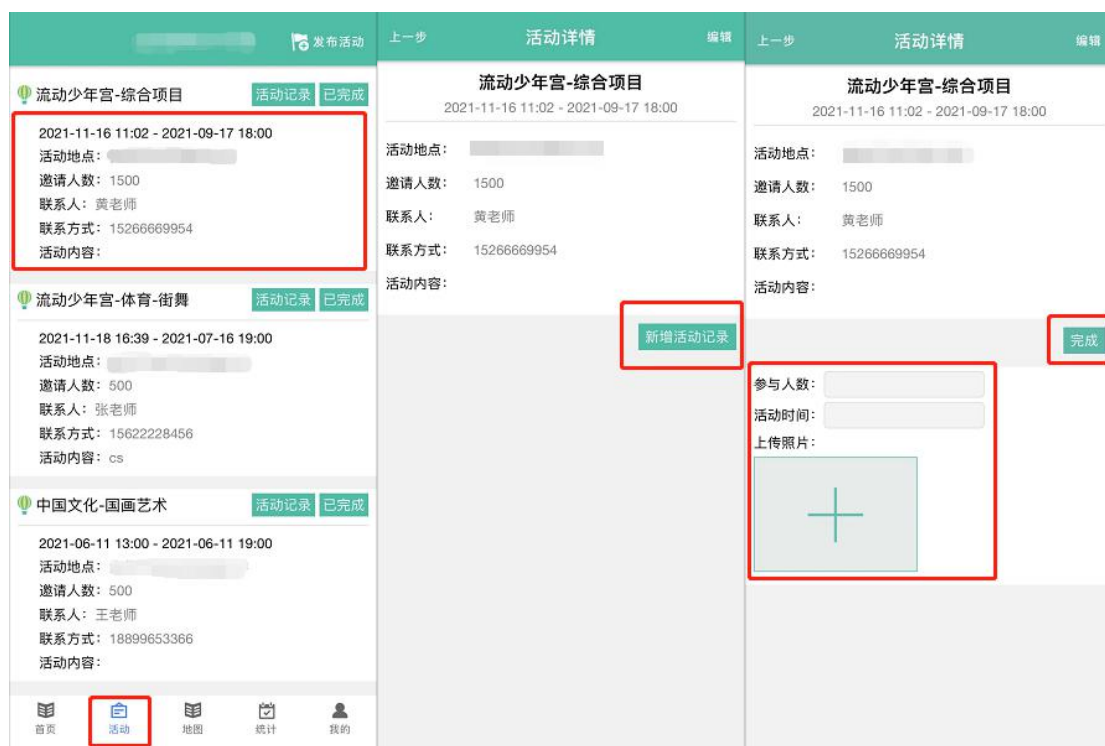 发布活动
流动少年宫-综合项目
活动记录 已完成
2021-11-16 11:02 - 2021-09-17 18:00
活动地点：
邀请人数：1500
联系人：黄老师
联系方式：15266669954
活动内容：
流动少年宫-体育-街舞
活动记录 已完成
2021-11-18 16:39 - 2021-07-16 19:00
活动地点：
邀请人数：500
联系人：张老师
联系方式：15622228456
活动内容：cs
中国文化-国画艺术
活动记录 已完成
2021-06-11 13:00 - 2021-06-11 19:00
活动地点：
邀请人数：500
联系人：王老师
联系方式：18899653366
活动内容：
首页 活动 地图 统计 我的
上一步 活动详情 编辑
流动少年宫-综合项目
2021-11-16 11:02 - 2021-09-17 18:00
活动地点：
邀请人数： 1500
联系人： 黄老师
联系方式： 15266669954
活动内容：
新增活动记录
上一步 活动详情 编辑
流动少年宫-综合项目
2021-11-16 11:02 - 2021-09-17 18:00
活动地点：
邀请人数： 1500
联系人： 黄老师
联系方式： 15266669954
活动内容：
完成
参与人数：
活动时间：
上传照片：